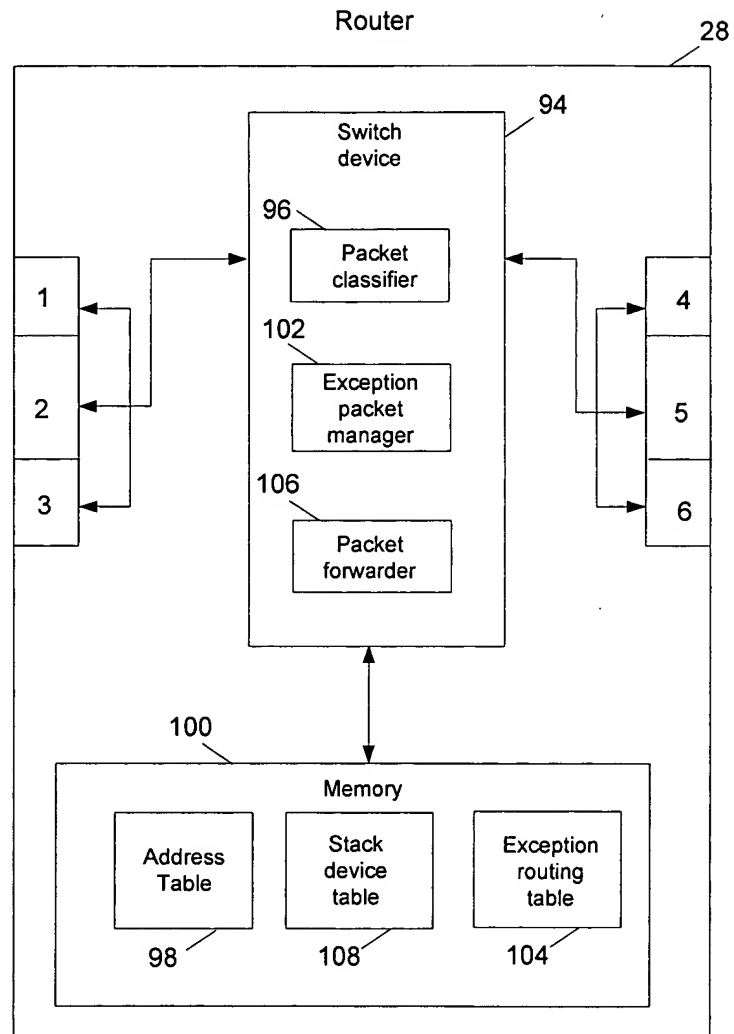 Router
28
94
Switch
device
96
Packet
classifier
1
4
102
Exception
packet
manager
2
5
3
6
106
Packet
forwarder
100
Memory
Address
Table
Stack
device
table
Exception
routing
table
98
108
104